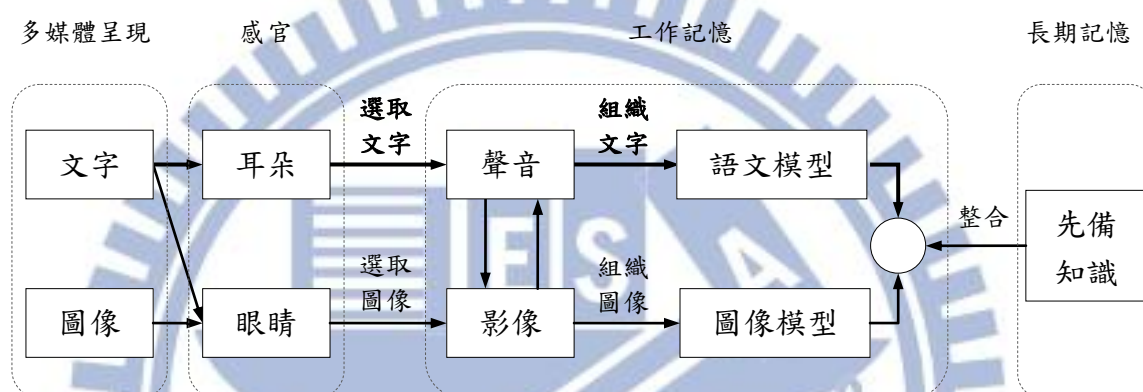 多媒體呈現
感官
工作記憶
長期記憶
選取
文字
組織
文字
文字
耳朵
聲音
語文模型
整合
先備
知識
選取
圖像
組織
圖像
圖像
眼睛
影像
圖像模型
E S A